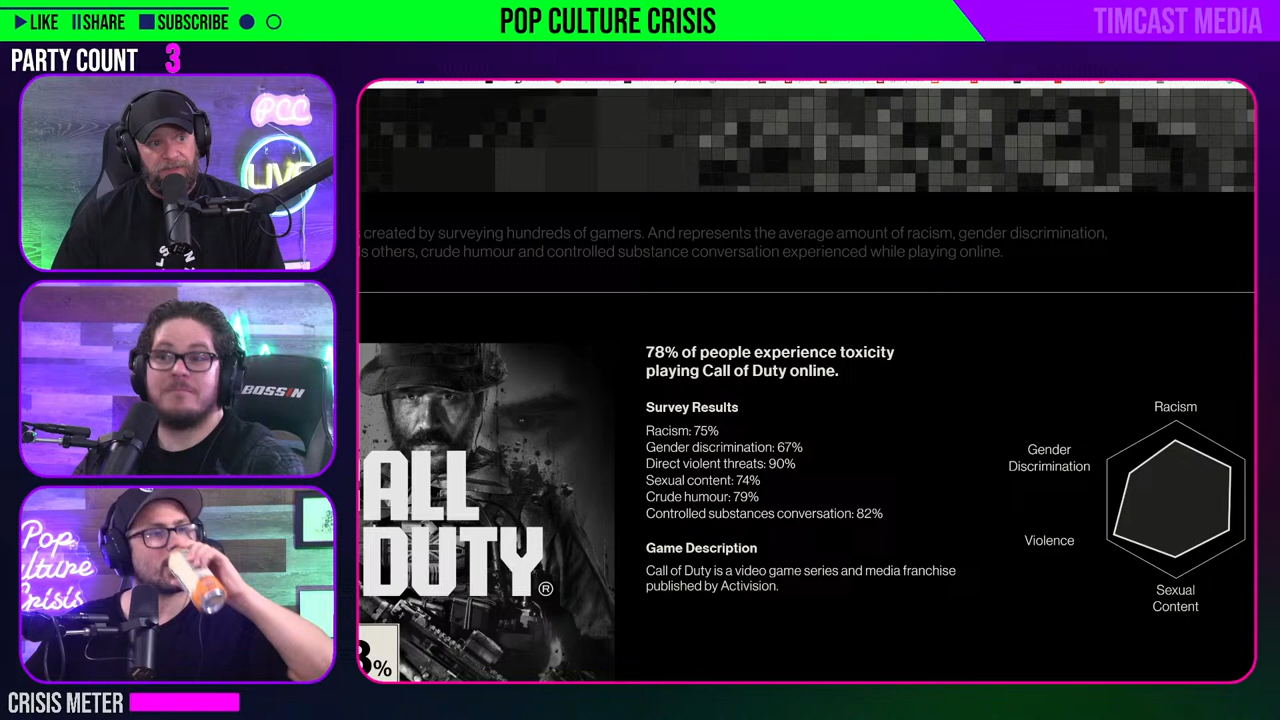 LIKE SHARE SUBSCRIBE
POP CULTURE CRISIS
TIMCAST MEDIA
PARTY COUNT 3
PCC
LIVE
BOSSIN
Pop
Culture
Crisis
CRISIS METER
created by surveying hundreds of gamers. And represents the average amount of racism, gender discrimination,
s others, crude humour and controlled substance conversation experienced while playing online.
ALL
DUTY®
%
78% of people experience toxicity
playing Call of Duty online.
Survey Results
Racism: 75%
Gender discrimination: 67%
Direct violent threats: 90%
Sexual content: 74%
Crude humour: 79%
Controlled substances conversation: 82%
Game Description
Call of Duty is a video game series and media franchise
published by Activision.
Racism
Gender
Discrimination
Violence
Sexual
Content